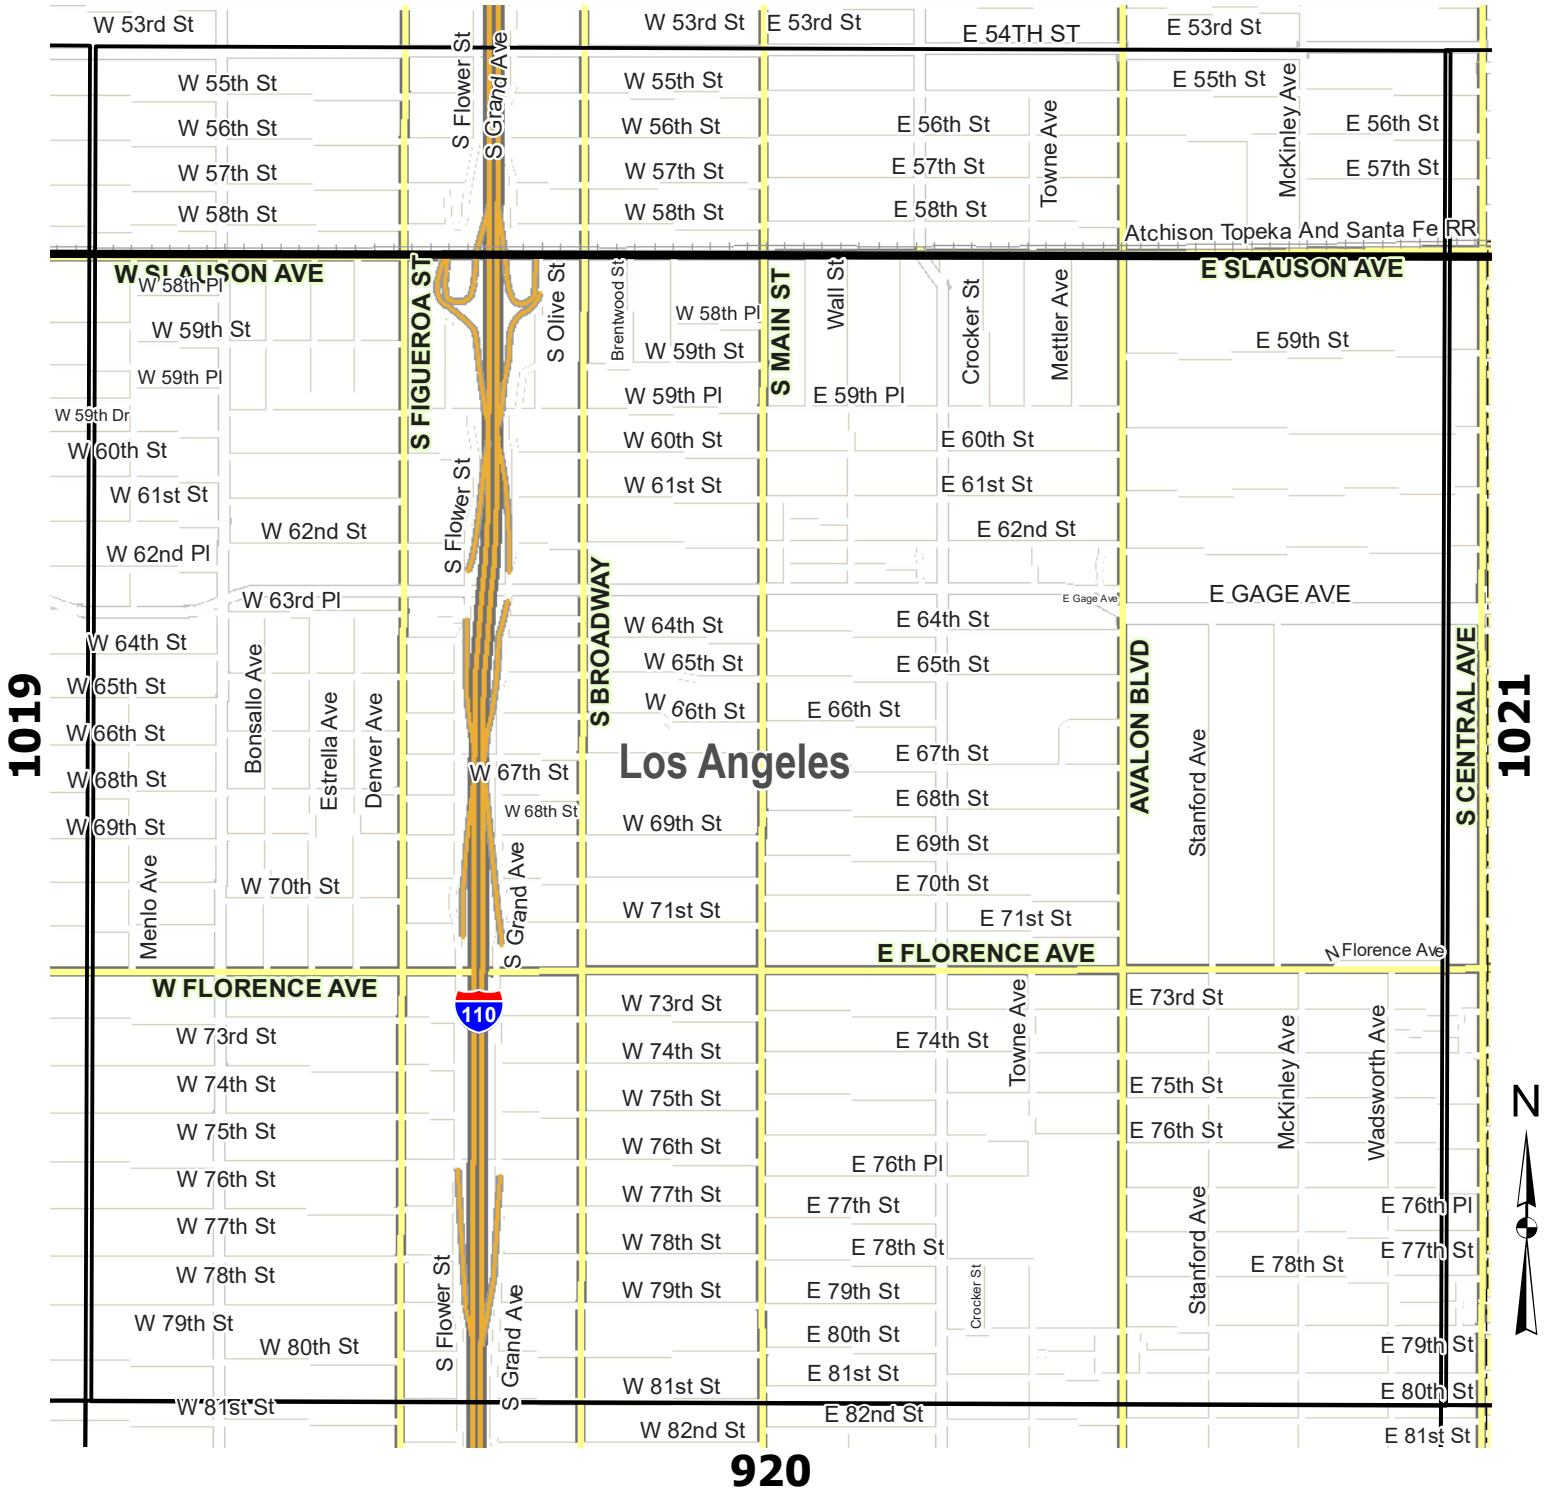 W 53rd St
W 53rd St
E 53rd St
E 54TH ST
E 53rd St
S Flower St
S Grand Ave
W 55th St
W 55th St
E 55th St
McKinley Ave
W 56th St
W 56th St
E 56th St
Towne Ave
E 56th St
W 57th St
W 57th St
E 57th St
E 57th St
W 58th St
W 58th St
E 58th St
Atchison Topeka And Santa Fe RR
W SLAUSON AVE
E SLAUSON AVE
W 58th Pl
S FIGUEROA ST
S Olive St
Brentwood St
W 58th Pl
S MAIN ST
Wall St
Crocker St
Mettler Ave
W 59th St
W 59th St
E 59th St
W 59th Pl
W 59th Pl
E 59th Pl
W 59th Dr
W 60th St
W 60th St
E 60th St
W 61st St
S Flower St
W 61st St
E 61st St
W 62nd St
E 62nd St
W 62nd Pl
S BROADWAY
W 63rd Pl
E Gage Ave
E GAGE AVE
W 64th St
W 64th St
E 64th St
AVALON BLVD
S CENTRAL AVE
W 65th St
Bonsallo Ave
Estrella Ave
Denver Ave
W 65th St
E 65th St
1019
1021
W 66th St
W 66th St
E 66th St
Stanford Ave
W 67th St
Los Angeles
E 67th St
W 68th St
W 68th St
E 68th St
W 69th St
W 69th St
E 69th St
Menlo Ave
W 70th St
S Grand Ave
E 70th St
W 71st St
E 71st St
E FLORENCE AVE
N Florence Ave
W FLORENCE AVE
110
W 73rd St
Towne Ave
E 73rd St
W 73rd St
E 74th St
McKinley Ave
Wadsworth Ave
W 74th St
W 74th St
E 75th St
W 75th St
W 75th St
E 76th St
N
W 76th St
W 76th St
E 76th Pl
W 77th St
W 77th St
E 77th St
Stanford Ave
E 76th Pl
W 78th St
W 78th St
E 78th St
E 78th St
E 77th St
S Flower St
S Grand Ave
W 79th St
E 79th St
Crocker St
W 79th St
W 80th St
E 80th St
E 79th St
W 81st St
W 81st St
E 81st St
E 80th St
W 82nd St
E 82nd St
E 81st St
920